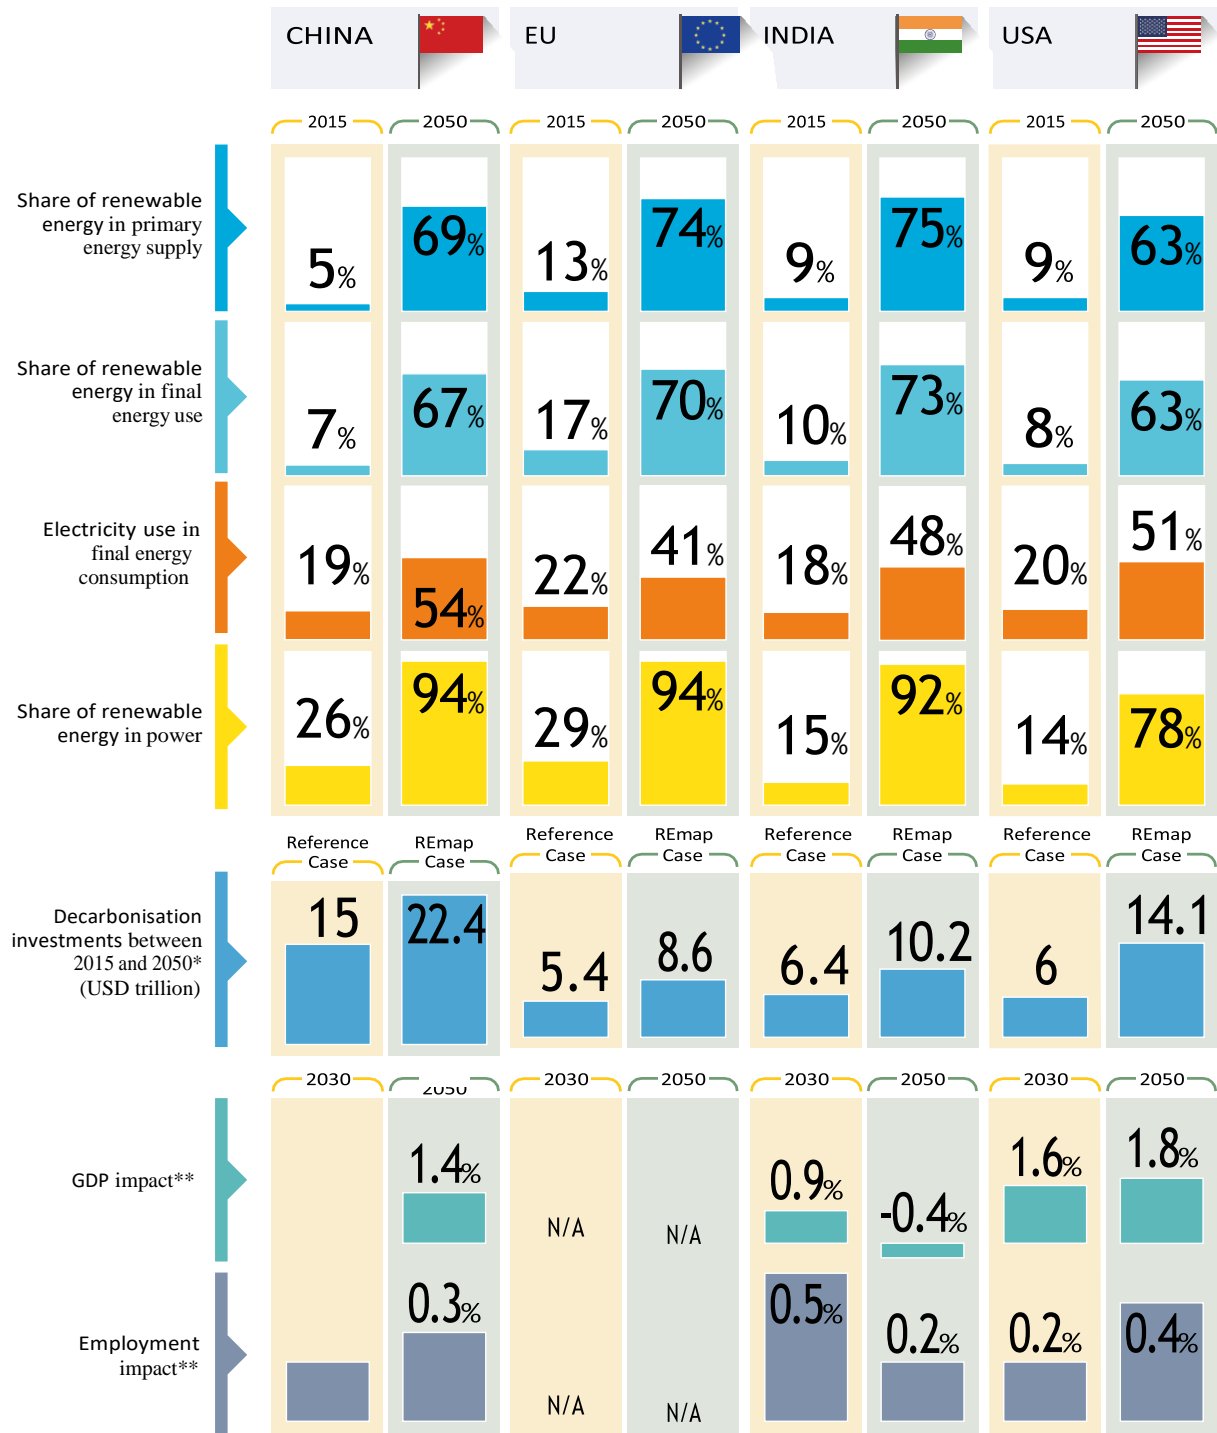 CHINA EU INDIA USA
2015 2050 2015 2050 2015 2050 2015 2050
Share of renewable
energy in primary
energy supply
5% 69% 13% 74% 9% 75% 9% 63%
Share of renewable
energy in final
energy use
7% 67% 17% 70% 10% 73% 8% 63%
Electricity use in
final energy
consumption
19% 54% 22% 41% 18% 48% 20% 51%
Share of renewable
energy in power
26% 94% 29% 94% 15% 92% 14% 78%
Reference Case REmap Case Reference Case REmap Case Reference Case REmap Case Reference Case REmap Case
Decarbonisation
investments between
2015 and 2050*
(USD trillion)
15 22.4 5.4 8.6 6.4 10.2 6 14.1
2030 2050 2030 2050 2030 2050 2030 2050
GDP impact**
1.4% N/A N/A 0.9% -0.4% 1.6% 1.8%
Employment
impact**
0.3% N/A N/A 0.5% 0.2% 0.2% 0.4%